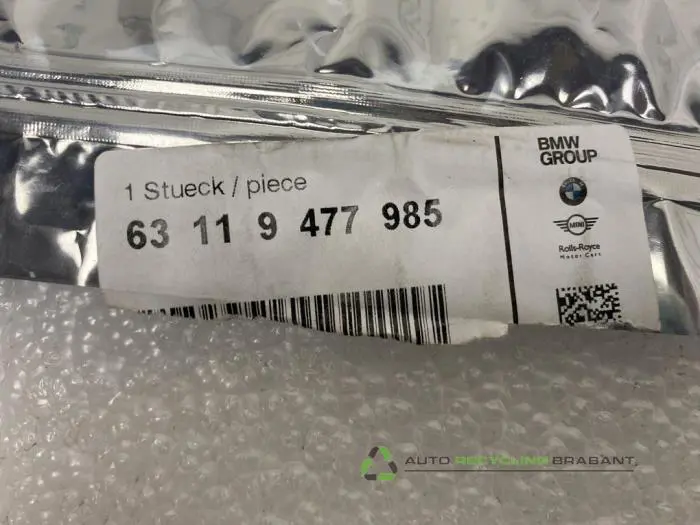 1 Stueck / piece
63 11 9 477 985
BMW
GROUP
MINI
Rolls-Royce
Motor Cars
AUTO RECYCLING BRABANT